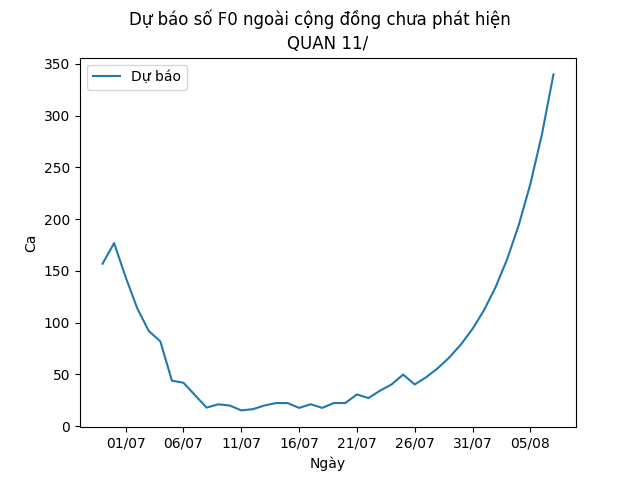 Dự báo số F0 ngoài cộng đồng chưa phát hiện
QUAN 11/
350
300
250
200
150
100
50
0
Ca
Dự báo
01/07 06/07 11/07 16/07 21/07 26/07 31/07 05/08
Ngày